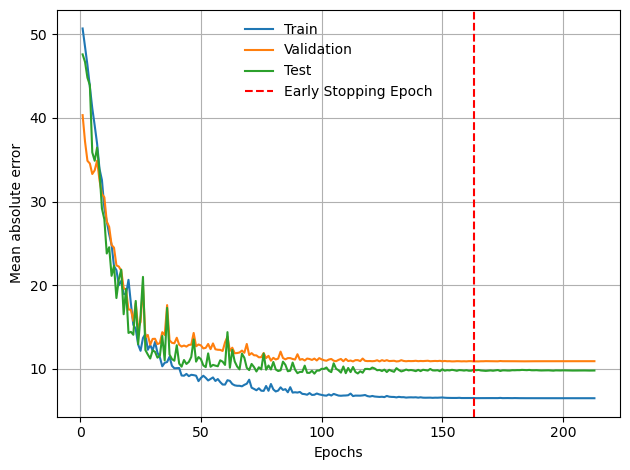 Train
Validation
Test
Early Stopping Epoch
Mean absolute error
50
40
30
20
10
0
50
100
150
200
Epochs